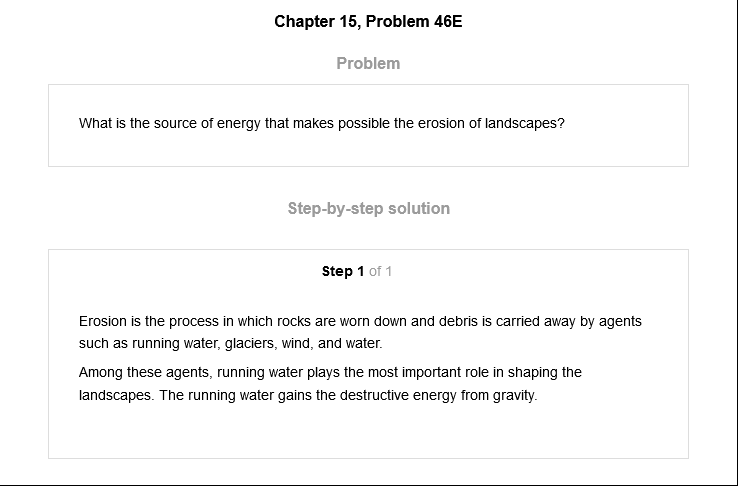 Chapter 15, Problem 46E
Problem
What is the source of energy that makes possible the erosion of landscapes?
Step-by-step solution
Step 1 of 1
Erosion is the process in which rocks are worn down and debris is carried away by agents
such as running water, glaciers, wind, and water.
Among these agents, running water plays the most important role in shaping the
landscapes. The running water gains the destructive energy from gravity.